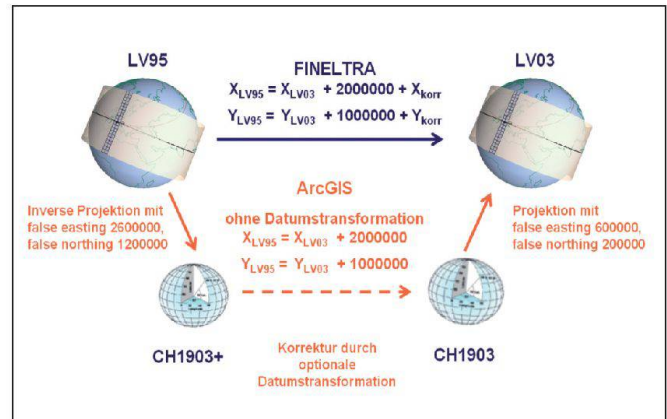 LV95
LV03
FINELTRA
X_LV95 = X_LV03 + 2000000 + X_korr
Y_LV95 = Y_LV03 + 1000000 + Y_korr
ArcGIS
Inverse Projektion mit
false easting 2600000,
false northing 1200000
ohne Datumstransformation
X_LV95 = X_LV03 + 2000000
Y_LV95 = Y_LV03 + 1000000
Projektion mit
false easting 600000,
false northing 200000
CH1903+
CH1903
Korrektur durch
optionale
Datumstransformation